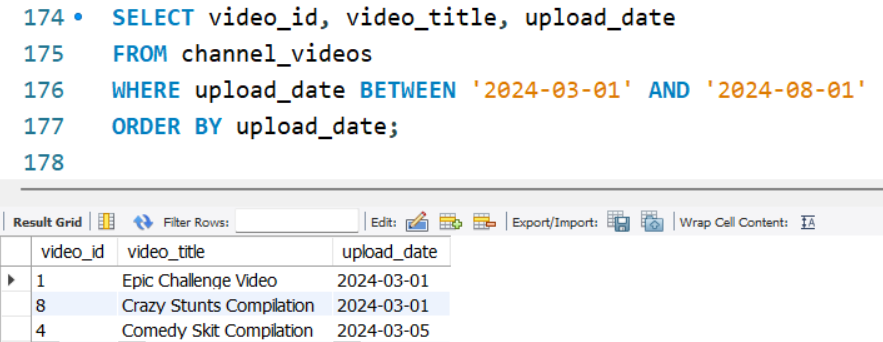 174 SELECT video_id, video_title, upload_date
175 FROM channel_videos
176 WHERE upload_date BETWEEN '2024-03-01' AND '2024-08-01'
177 ORDER BY upload_date;
178
Result Grid Filter Rows: Edit: Export/Import: Wrap Cell Content: IA
video_id video_title upload_date
1 Epic Challenge Video 2024-03-01
8 Crazy Stunts Compilation 2024-03-01
4 Comedy Skit Compilation 2024-03-05